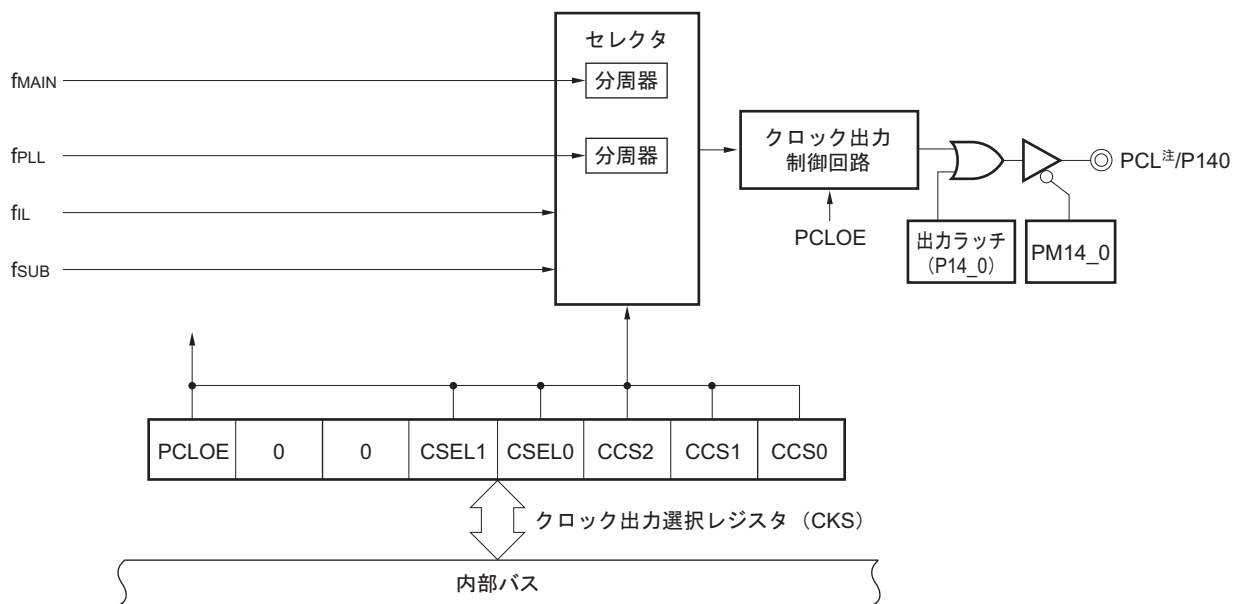 セレクタ
fMAIN
分周器
fPLL
分周器
クロック出力
制御回路
PCL注/P140
fIL
PCLOE
出力ラッチ
（P14_0）
PM14_0
fSUB
PCLOE 0 0 CSEL1 CSEL0 CCS2 CCS1 CCS0
クロック出力選択レジスタ（CKS）
内部バス